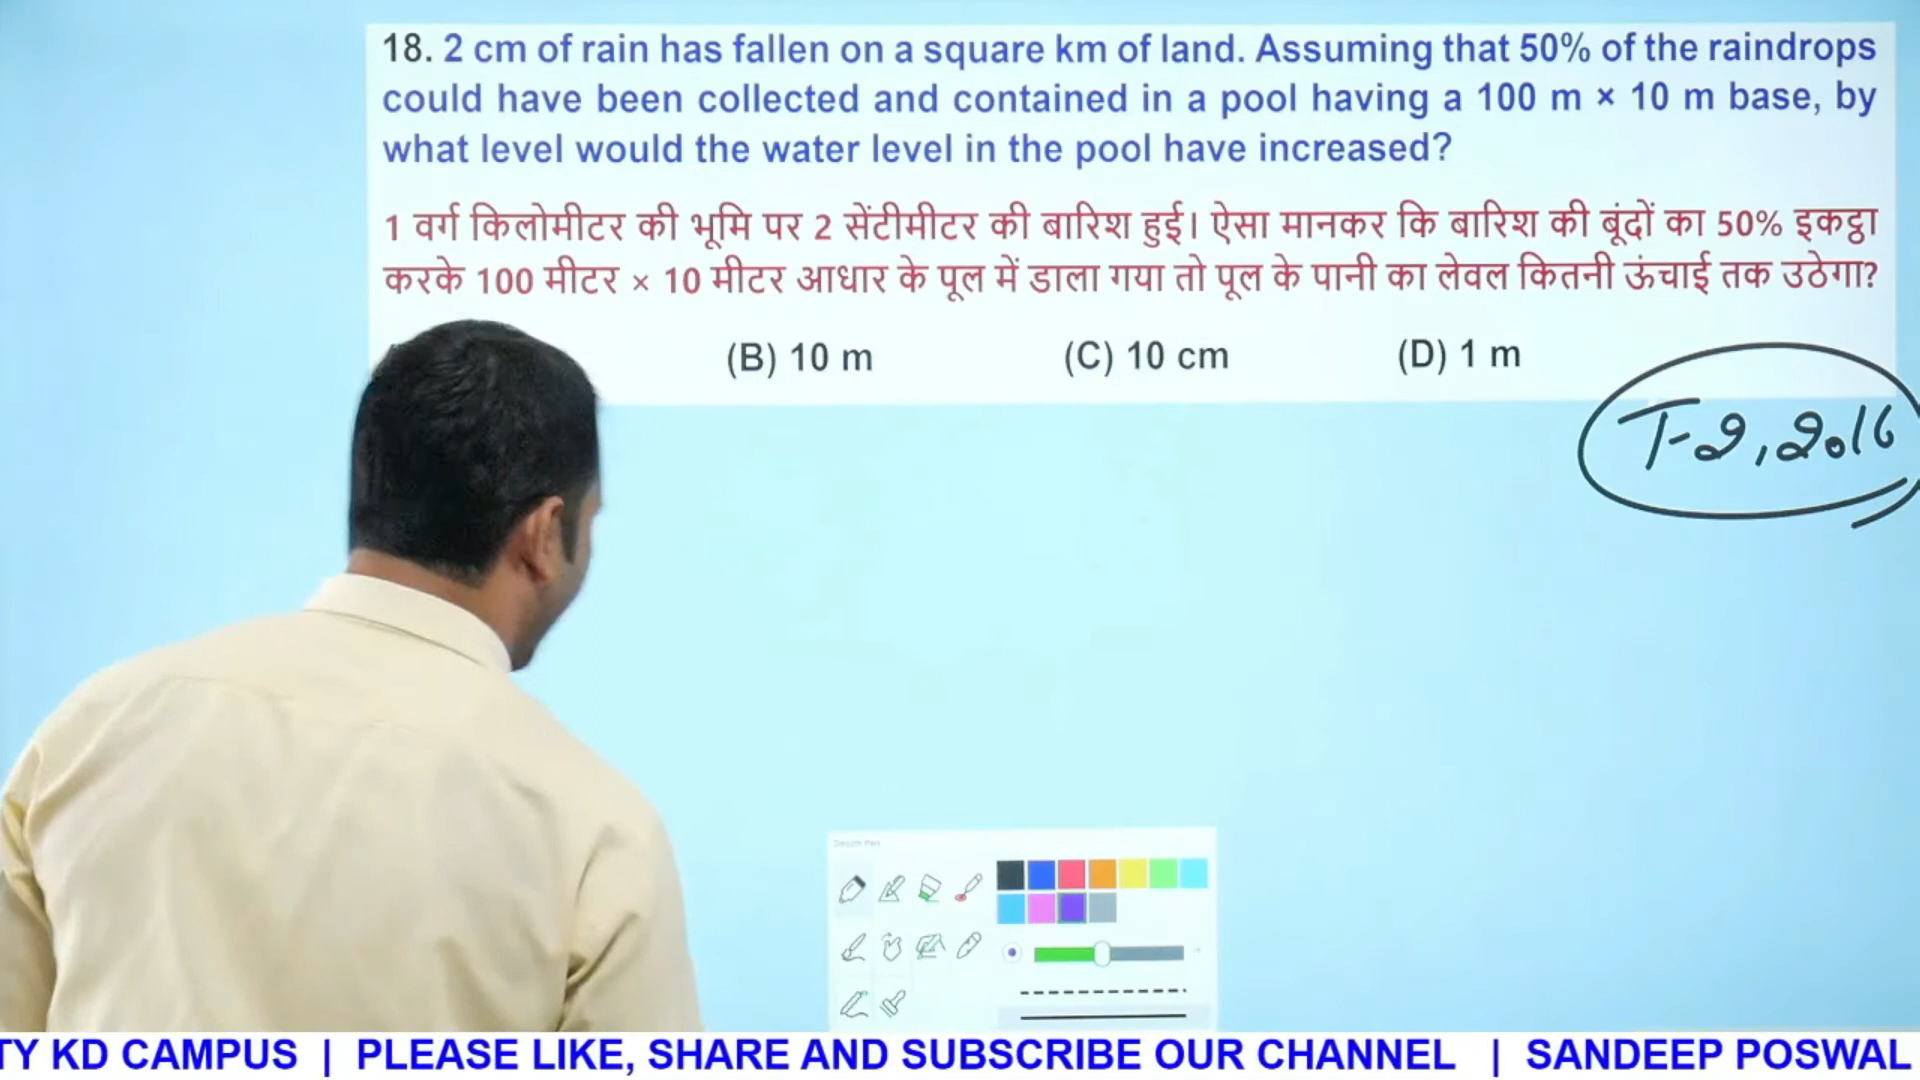 18. 2 cm of rain has fallen on a square km of land. Assuming that 50% of the raindrops
could have been collected and contained in a pool having a 100 m × 10 m base, by
what level would the water level in the pool have increased?
1 वर्ग किलोमीटर की भूमि पर 2 सेंटीमीटर की बारिश हुई। ऐसा मानकर कि बारिश की बूंदों का 50% इकट्ठा
करके 100 मीटर × 10 मीटर आधार के पूल में डाला गया तो पूल के पानी का लेवल कितनी ऊंचाई तक उठेगा?
(B) 10 m (C) 10 cm (D) 1 m
T-2, 2016
TY KD CAMPUS | PLEASE LIKE, SHARE AND SUBSCRIBE OUR CHANNEL | SANDEEP POSWAL